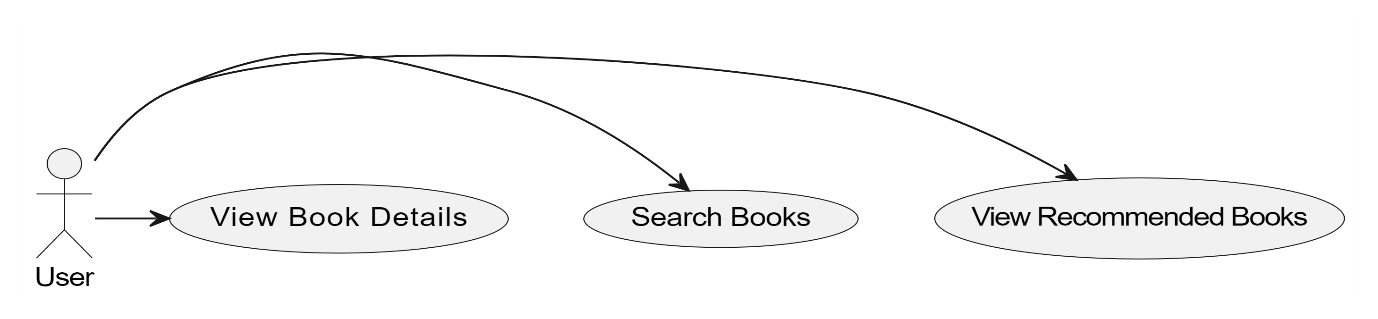 View Book Details
Search Books
View Recommended Books
User